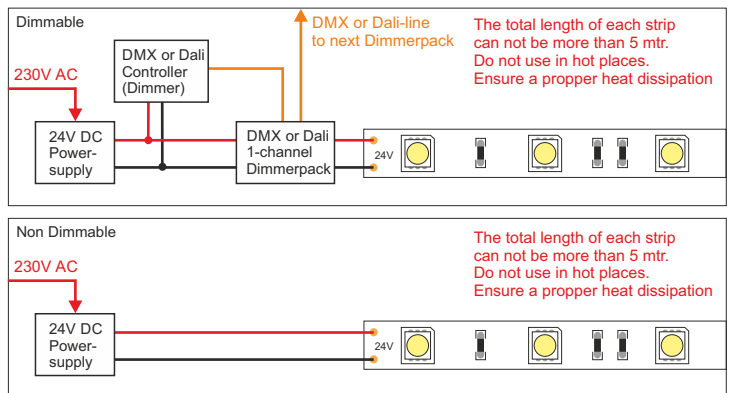 Dimmable
DMX or Dali-line
to next Dimmerpack
The total length of each strip
can not be more than 5 mtr.
Do not use in hot places.
Ensure a propper heat dissipation
230V AC
DMX or Dali
Controller
(Dimmer)
24V DC
Power-
supply
DMX or Dali
1-channel
Dimmerpack
24V
Non Dimmable
The total length of each strip
can not be more than 5 mtr.
Do not use in hot places.
Ensure a propper heat dissipation
230V AC
24V DC
Power-
supply
24V